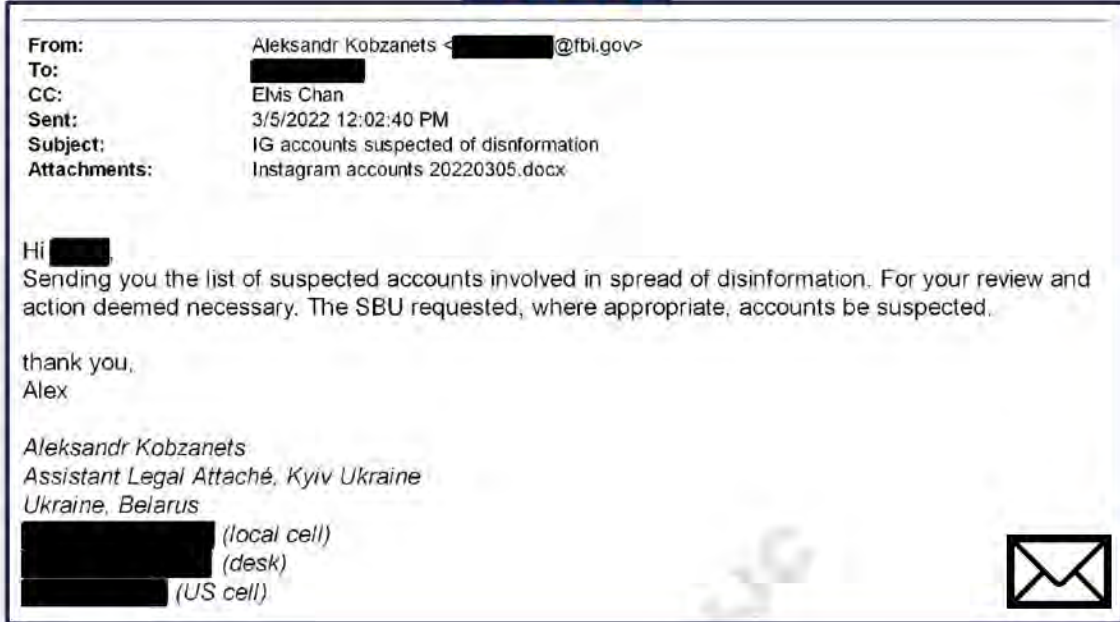 From: Aleksandr Kobzanets < @fbi.gov>
To:
CC: Elvis Chan
Sent: 3/5/2022 12:02:40 PM
Subject: IG accounts suspected of disnformation
Attachments: Instagram accounts 20220305.docx
Hi ,
Sending you the list of suspected accounts involved in spread of disinformation. For your review and
action deemed necessary. The SBU requested, where appropriate, accounts be suspected.
thank you,
Alex
Aleksandr Kobzanets
Assistant Legal Attaché, Kyiv Ukraine
Ukraine, Belarus
(local cell)
(desk)
(US cell)